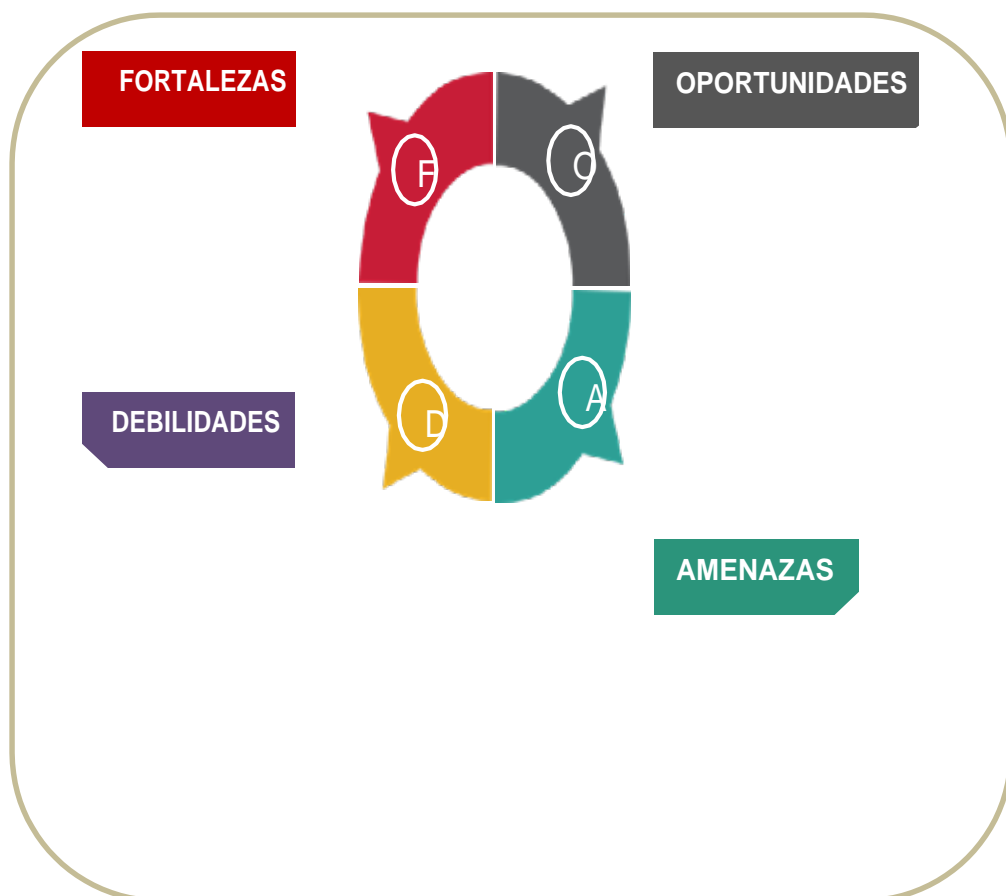 FORTALEZAS
OPORTUNIDADES
F
O
DEBILIDADES
D
A
AMENAZAS